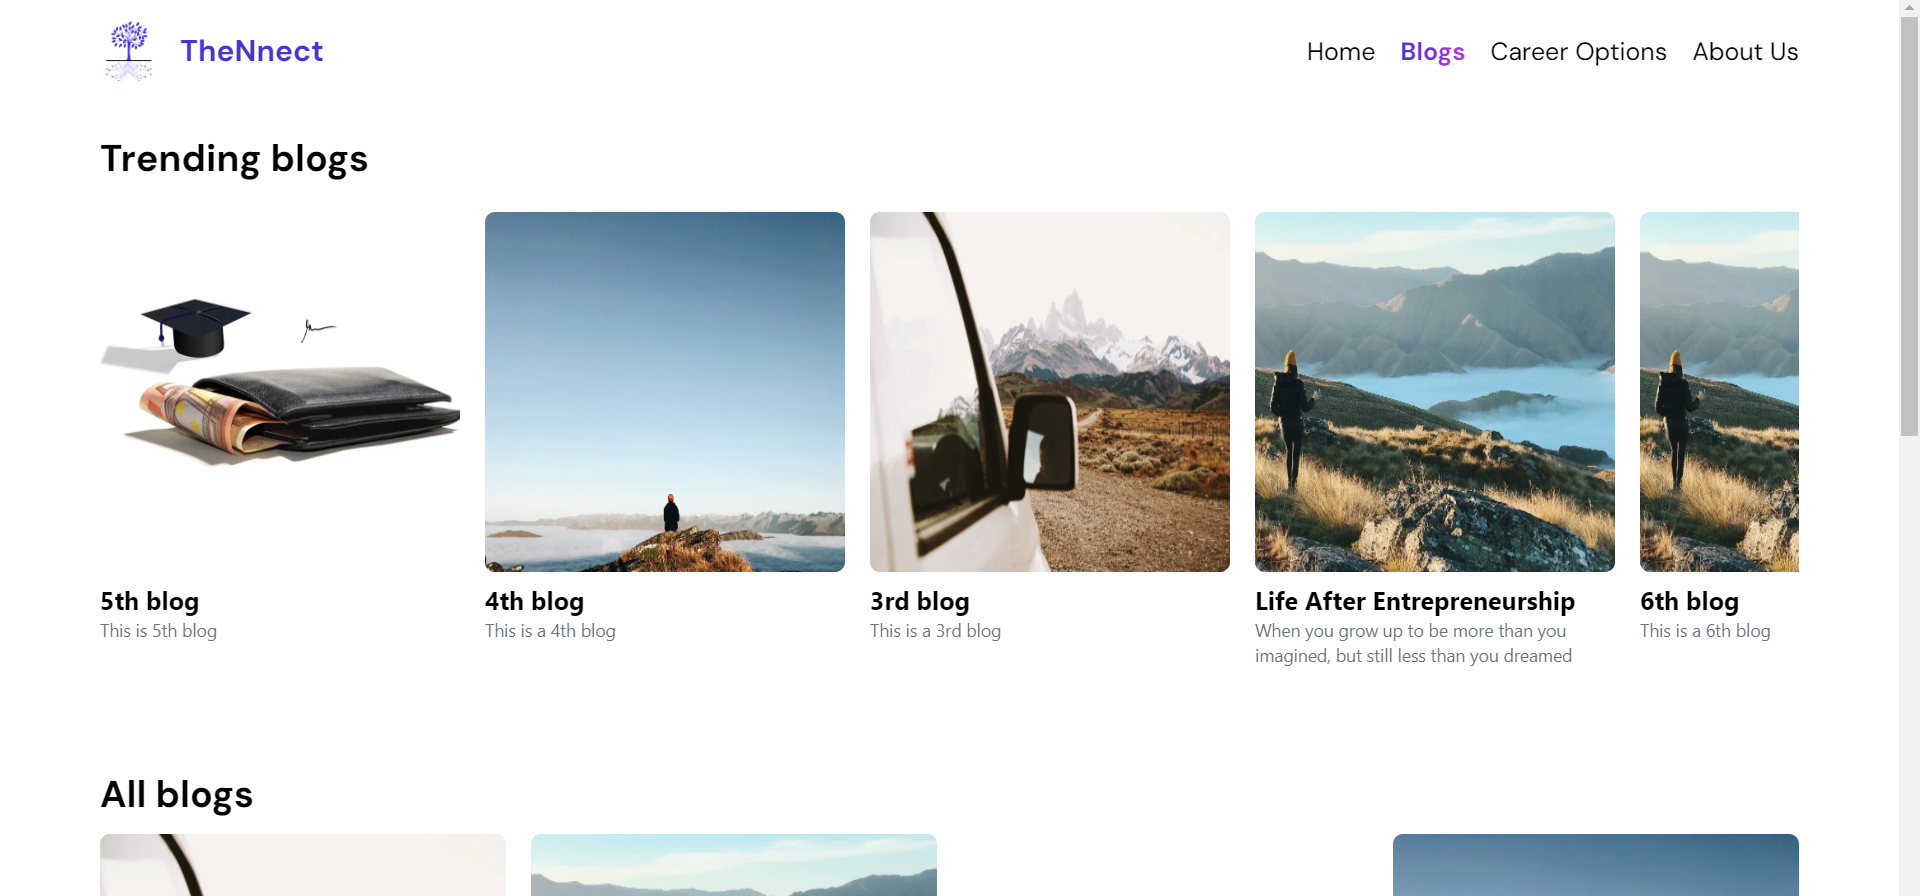 TheNnect
Home Blogs Career Options About Us
Trending blogs
5th blog
This is 5th blog
4th blog
This is a 4th blog
3rd blog
This is a 3rd blog
Life After Entrepreneurship
When you grow up to be more than you
imagined, but still less than you dreamed
6th blog
This is a 6th blog
All blogs